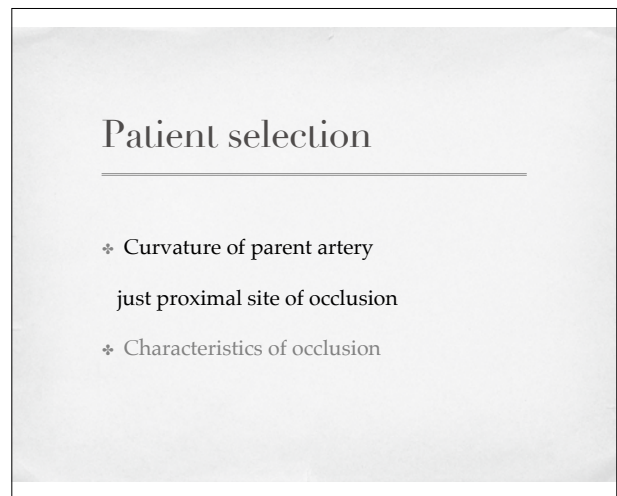 Patient selection
✤ Curvature of parent artery
just proximal site of occlusion
✤ Characteristics of occlusion